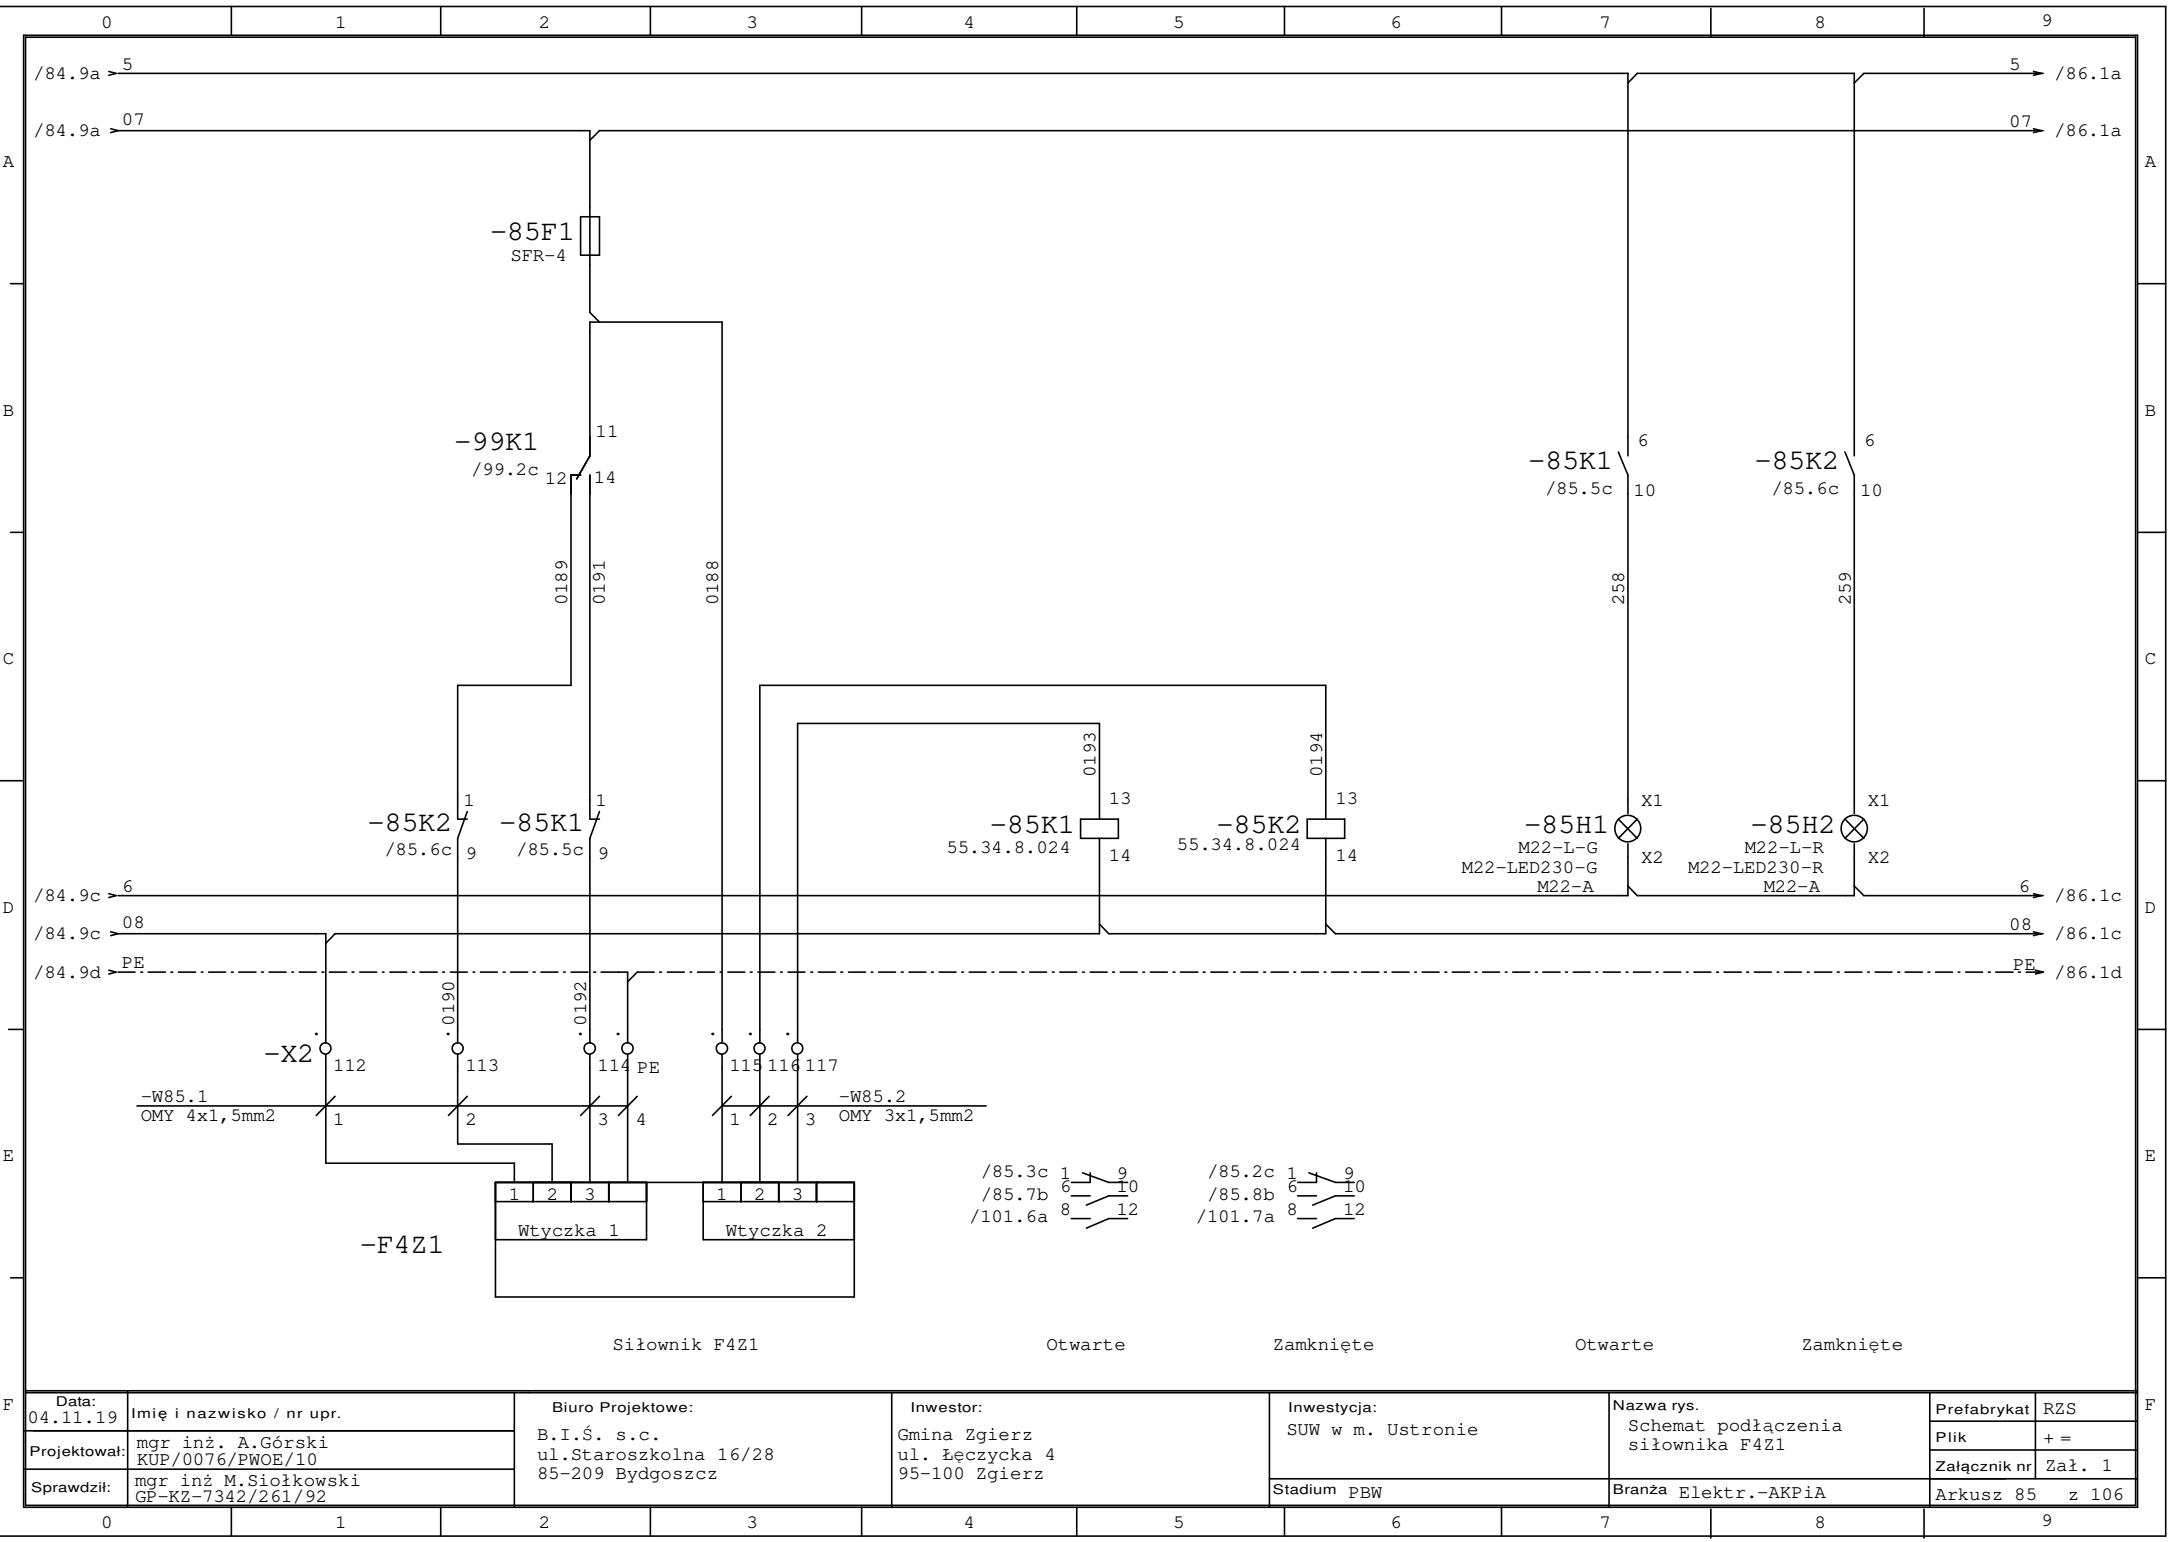 0 1 2 3 4 5 6 7 8 9
/84.9a 5 5 /86.1a
/84.9a 07 07 /86.1a
A A
-85F1
SFR-4
B B
-99K1 11
/99.2c 12 14
-85K1 6
/85.5c 10
-85K2 6
/85.6c 10
0189 0191 0188 258 259
C C
0193 0194
-85K2 1
/85.6c 9
-85K1 1
/85.5c 9
-85K1 13
55.34.8.024 14
-85K2 13
55.34.8.024 14
-85H1 X1
M22-L-G X2
M22-LED230-G
M22-A
-85H2 X1
M22-L-R X2
M22-LED230-R
M22-A
/84.9c 6 6 /86.1c
D D
/84.9c 08 08 /86.1c
/84.9d PE PE /86.1d
0190 0192
-X2 112 113 114 PE 115 116 117
-W85.1
OMY 4x1,5mm2
1 2 3 4 1 2 3
-W85.2
OMY 3x1,5mm2
E E
/85.3c 1 9
/85.7b 6 10
/101.6a 8 12
/85.2c 1 9
/85.8b 6 10
/101.7a 8 12
1 2 3 1 2 3
Wtyczka 1 Wtyczka 2
-F4Z1
Siłownik F4Z1 Otwarte Zamknięte Otwarte Zamknięte
F F
Data:
04.11.19
Imię i nazwisko / nr upr.
Projektował:
mgr inż. A.Górski
KUP/0076/PWOE/10
Sprawdził:
mgr inż M.Siołkowski
GP-KZ-7342/261/92
Biuro Projektowe:
B.I.Ś. s.c.
ul.Staroszkolna 16/28
85-209 Bydgoszcz
Inwestor:
Gmina Zgierz
ul. Łęczycka 4
95-100 Zgierz
Inwestycja:
SUW w m. Ustronie
Stadium PBW
Nazwa rys.
Schemat podłączenia
siłownika F4Z1
Branża Elektr.-AKPiA
Prefabrykat RZS
Plik + =
Załącznik nr Zał. 1
Arkusz 85 z 106
0 1 2 3 4 5 6 7 8 9